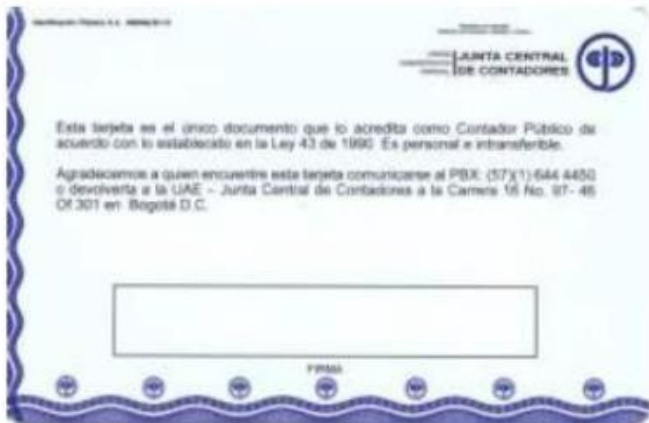 JUNTA CENTRAL
DE CONTADORES
Esta tarjeta es el único documento que lo acredita como Contador Público de
acuerdo con lo establecido en la Ley 43 de 1990. Es personal e intransferible.
Agradecemos a quien encuentre esta tarjeta comunicarse al PBX: (57)(1) 644 4450
o devolverla a la UAE - Junta Central de Contadores a la Carrera 16 No. 97- 46
Of 301 en Bogotá D.C.
FIRMA